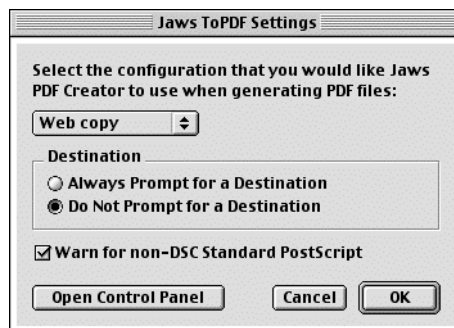 Jaws ToPDF Settings
Select the configuration that you would like Jaws
PDF Creator to use when generating PDF files:
Web copy
Destination
Always Prompt for a Destination
Do Not Prompt for a Destination
Warn for non-DSC Standard PostScript
Open Control Panel
Cancel
OK